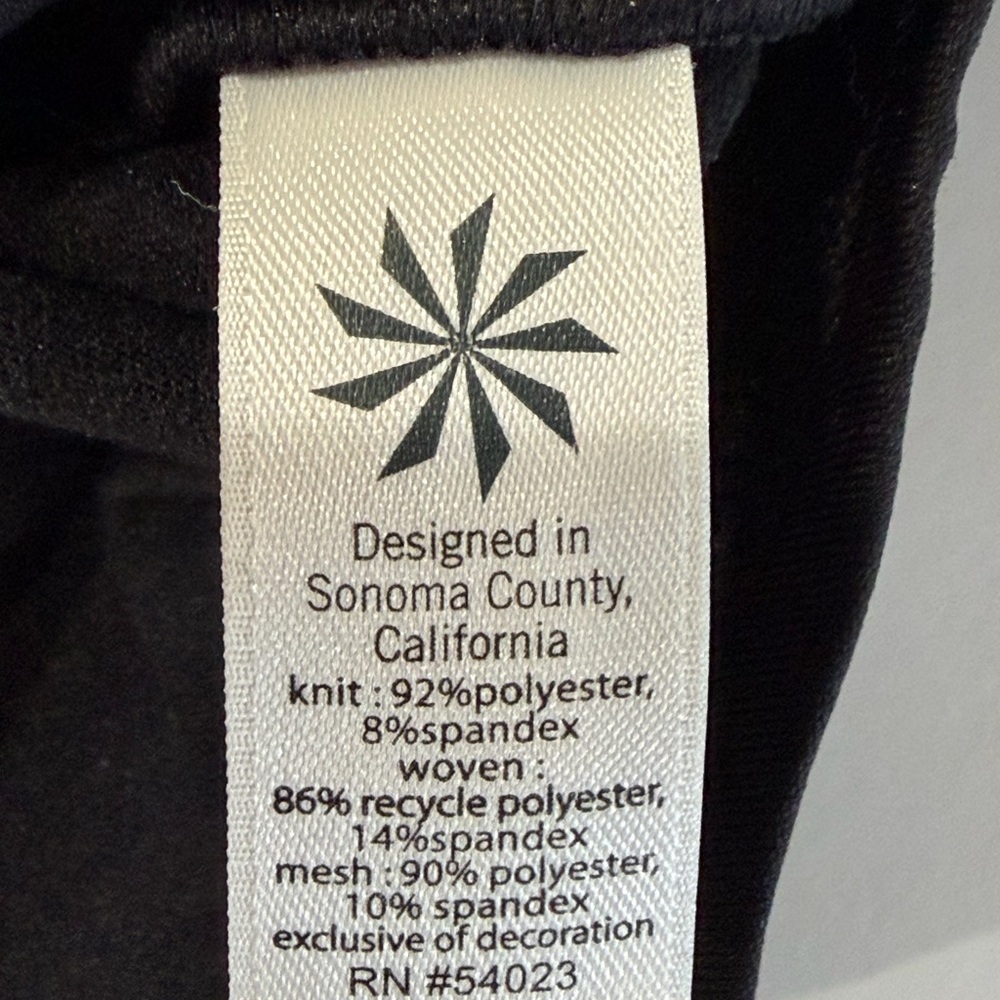 Designed in
Sonoma County,
California
knit : 92%polyester,
8%spandex
woven :
86% recycle polyester,
14%spandex
mesh : 90% polyester,
10% spandex
exclusive of decoration
RN #54023